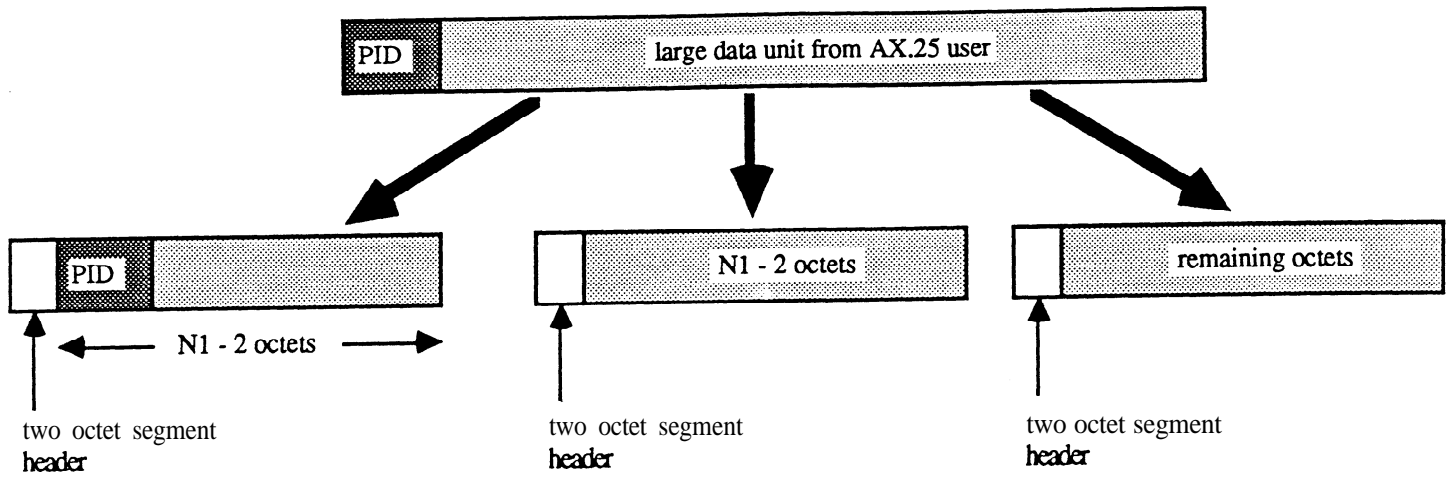 PID
large data unit from AX.25 user
PID
N1 - 2 octets
remaining octets
N1 - 2 octets
two octet segment
header
two octet segment
header
two octet segment
header